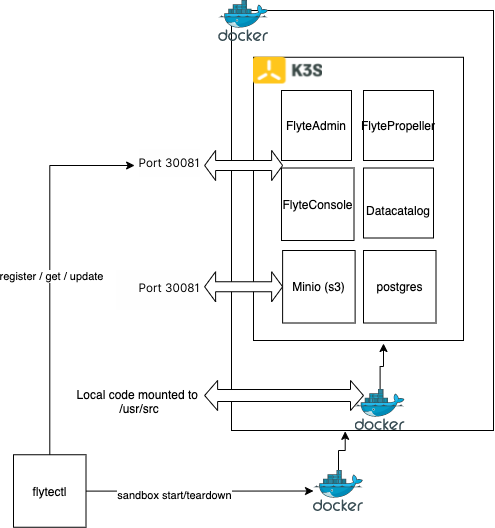 docker
K3S
FlyteAdmin
FlytePropeller
Port 30081
FlyteConsole
Datacatalog
register / get / update
Port 30081
Minio (s3)
postgres
Local code mounted to
/usr/src
docker
flytectl
sandbox start/teardown
docker